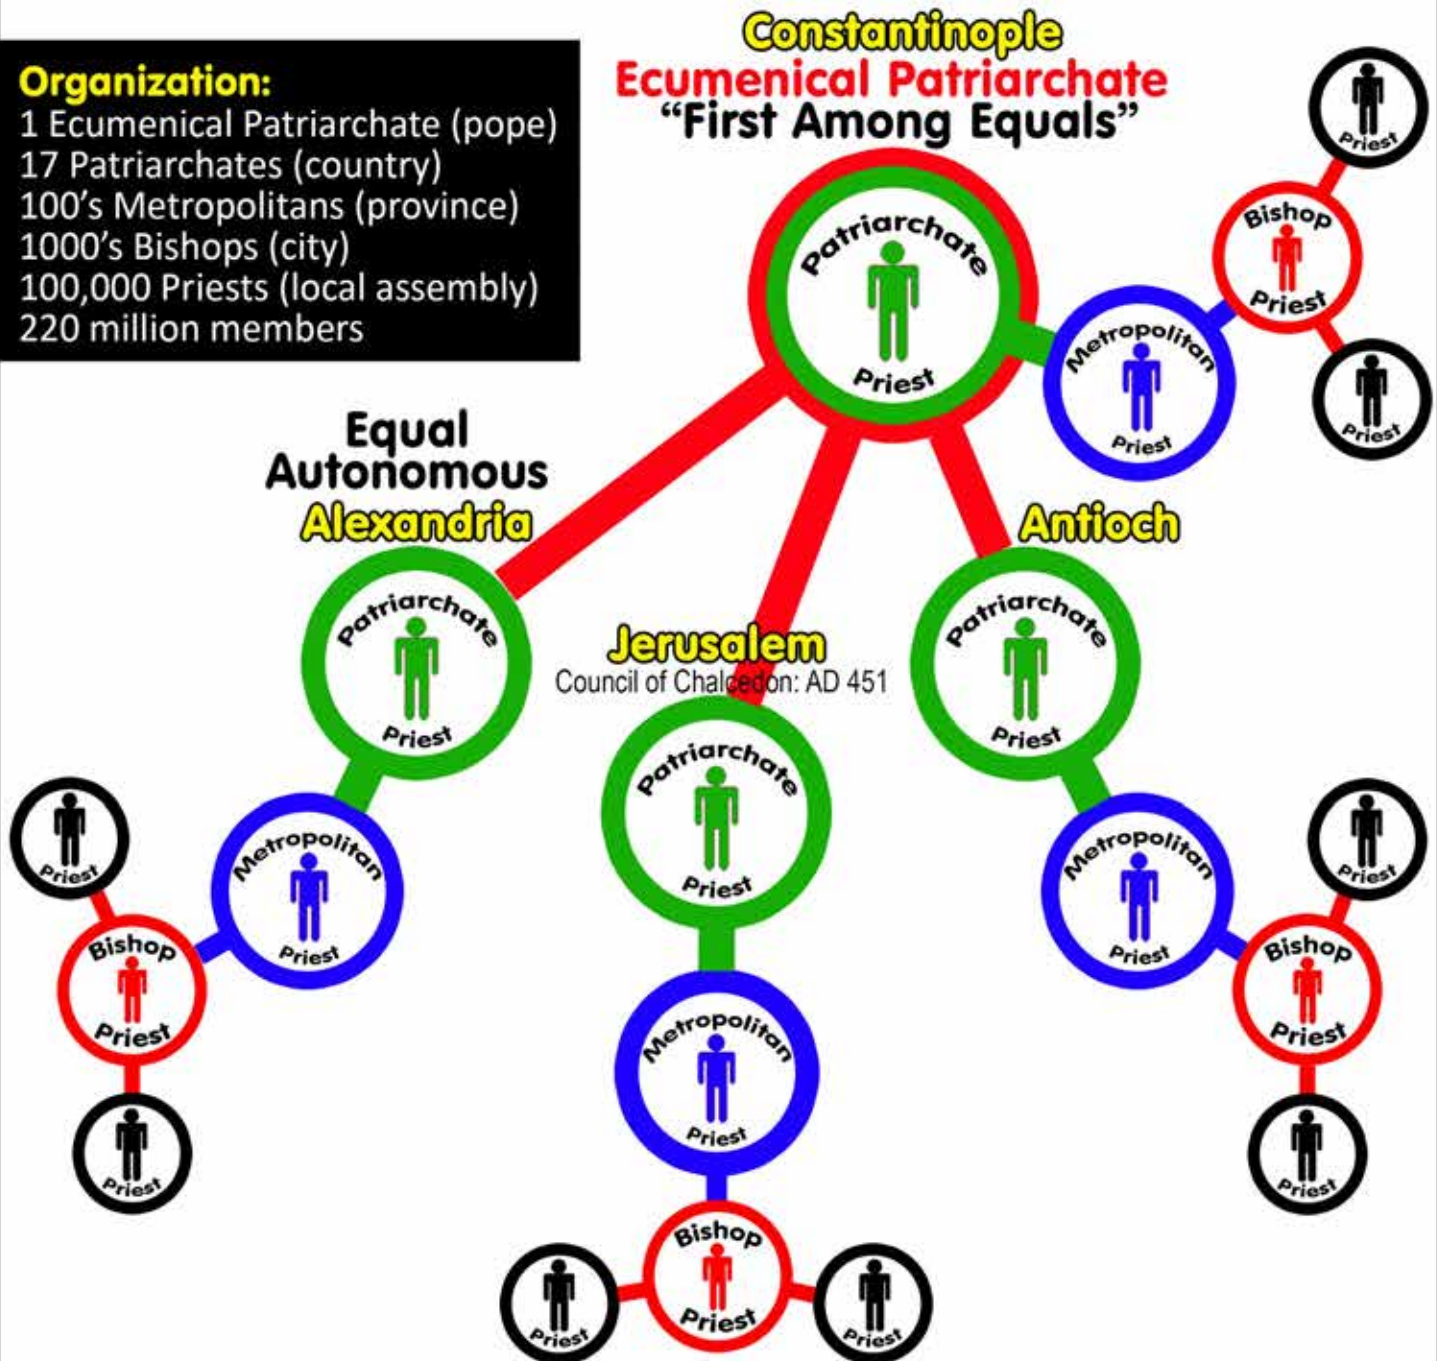 Organization:
1 Ecumenical Patriarchate (pope)
17 Patriarchates (country)
100's Metropolitans (province)
1000's Bishops (city)
100,000 Priests (local assembly)
220 million members
Constantinople
Ecumenical Patriarchate
“First Among Equals”
Patriarchate
Priest
Metropolitan
Priest
Bishop
Priest
Priest
Priest
Equal
Autonomous
Alexandria
Patriarchate
Priest
Metropolitan
Priest
Bishop
Priest
Priest
Priest
Jerusalem
Council of Chalcedon: AD 451
Patriarchate
Priest
Metropolitan
Priest
Bishop
Priest
Priest
Priest
Antioch
Patriarchate
Priest
Metropolitan
Priest
Bishop
Priest
Priest
Priest